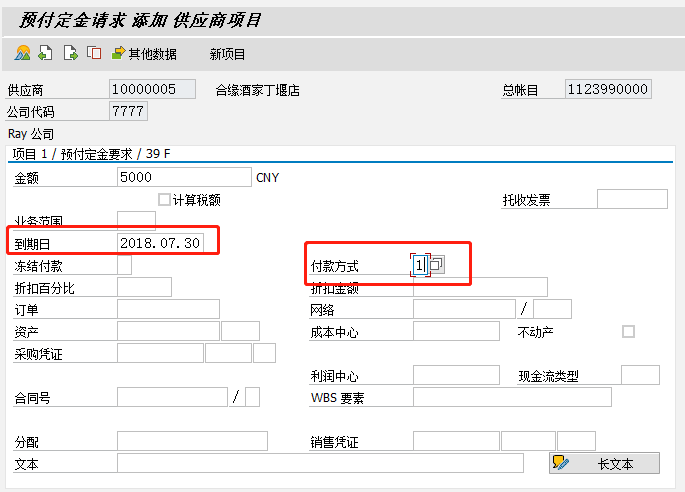 预付定金请求 添加 供应商项目
其他数据 新项目
供应商 10000005 合缘酒家丁堰店 总帐目 1123990000
公司代码 7777
Ray 公司
项目 1 / 预付定金要求 / 39 F
金额 5000 CNY
计算税额 托收发票
业务范围
到期日 2018.07.30
冻结付款 付款方式 1
折扣百分比 折扣金额
订单 网络 /
资产 成本中心 不动产
采购凭证
利润中心 现金流类型
合同号 / WBS 要素
分配 销售凭证
文本 长文本